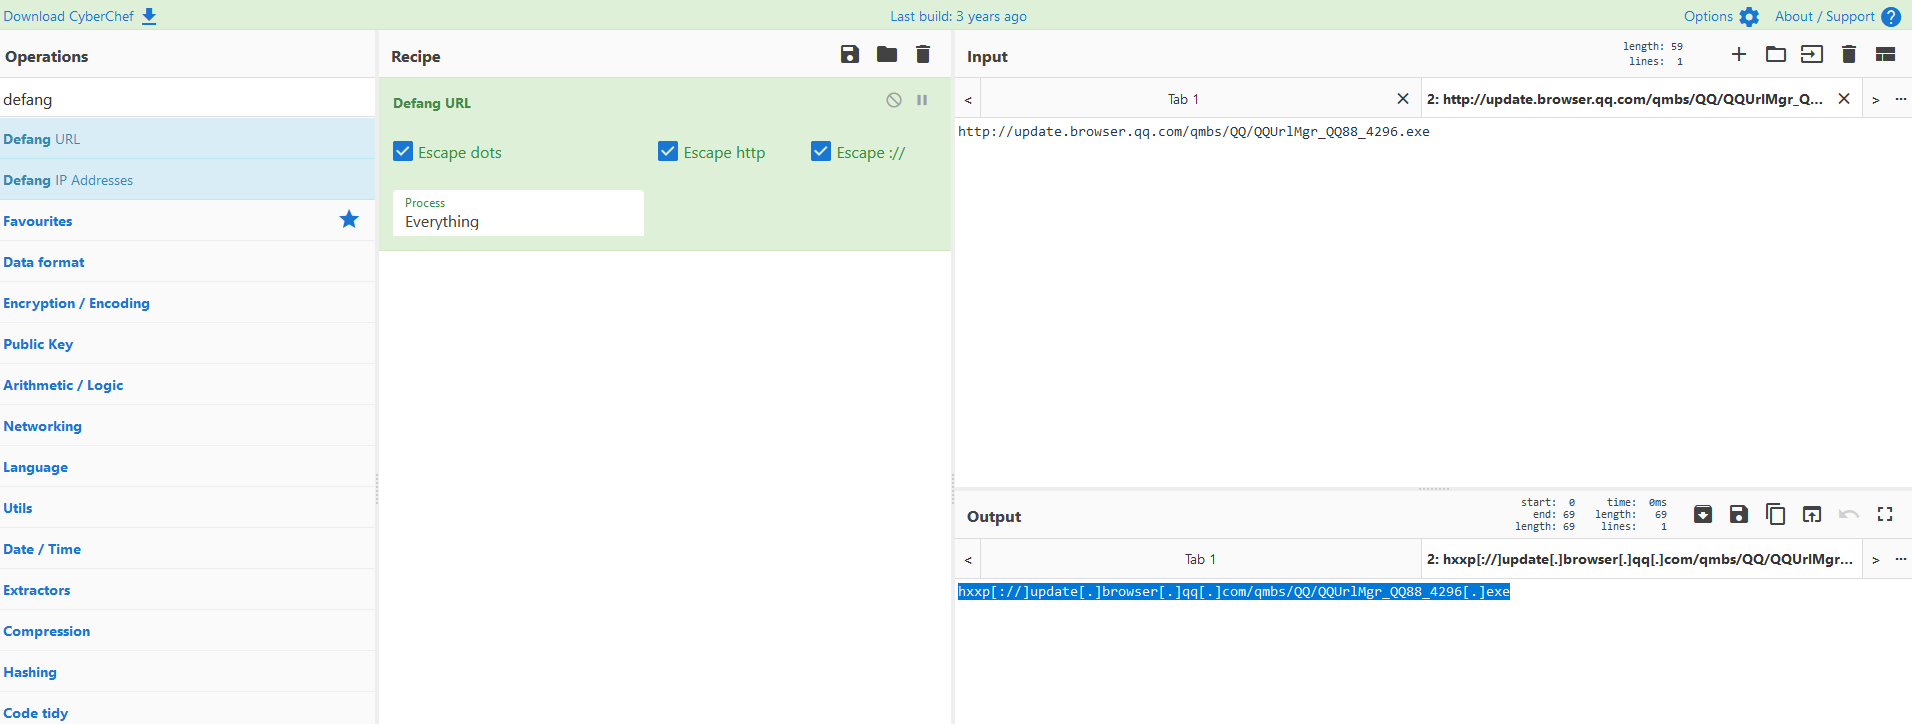 Download CyberChef
Last build: 3 years ago
Options
About / Support
Operations
defang
Defang URL
Defang IP Addresses
Favourites
Data format
Encryption / Encoding
Public Key
Arithmetic / Logic
Networking
Language
Utils
Date / Time
Extractors
Compression
Hashing
Code tidy
Recipe
Defang URL
Escape dots
Escape http
Escape ://
Process
Everything
Input
length: 59
lines: 1
< Tab 1
2: http://update.browser.qq.com/qmbs/QQ/QQUrlMgr_Q... > ...
http://update.browser.qq.com/qmbs/QQ/QQUrlMgr_QQ88_4296.exe
Output
start: 0
end: 69
length: 69
time: 0ms
length: 69
lines: 1
< Tab 1
2: hxxp[://]update[.]browser[.]qq[.]com/qmbs/QQ/QQUrlMgr... > ...
hxxp[://]update[.]browser[.]qq[.]com/qmbs/QQ/QQUrlMgr_QQ88_4296[.]exe